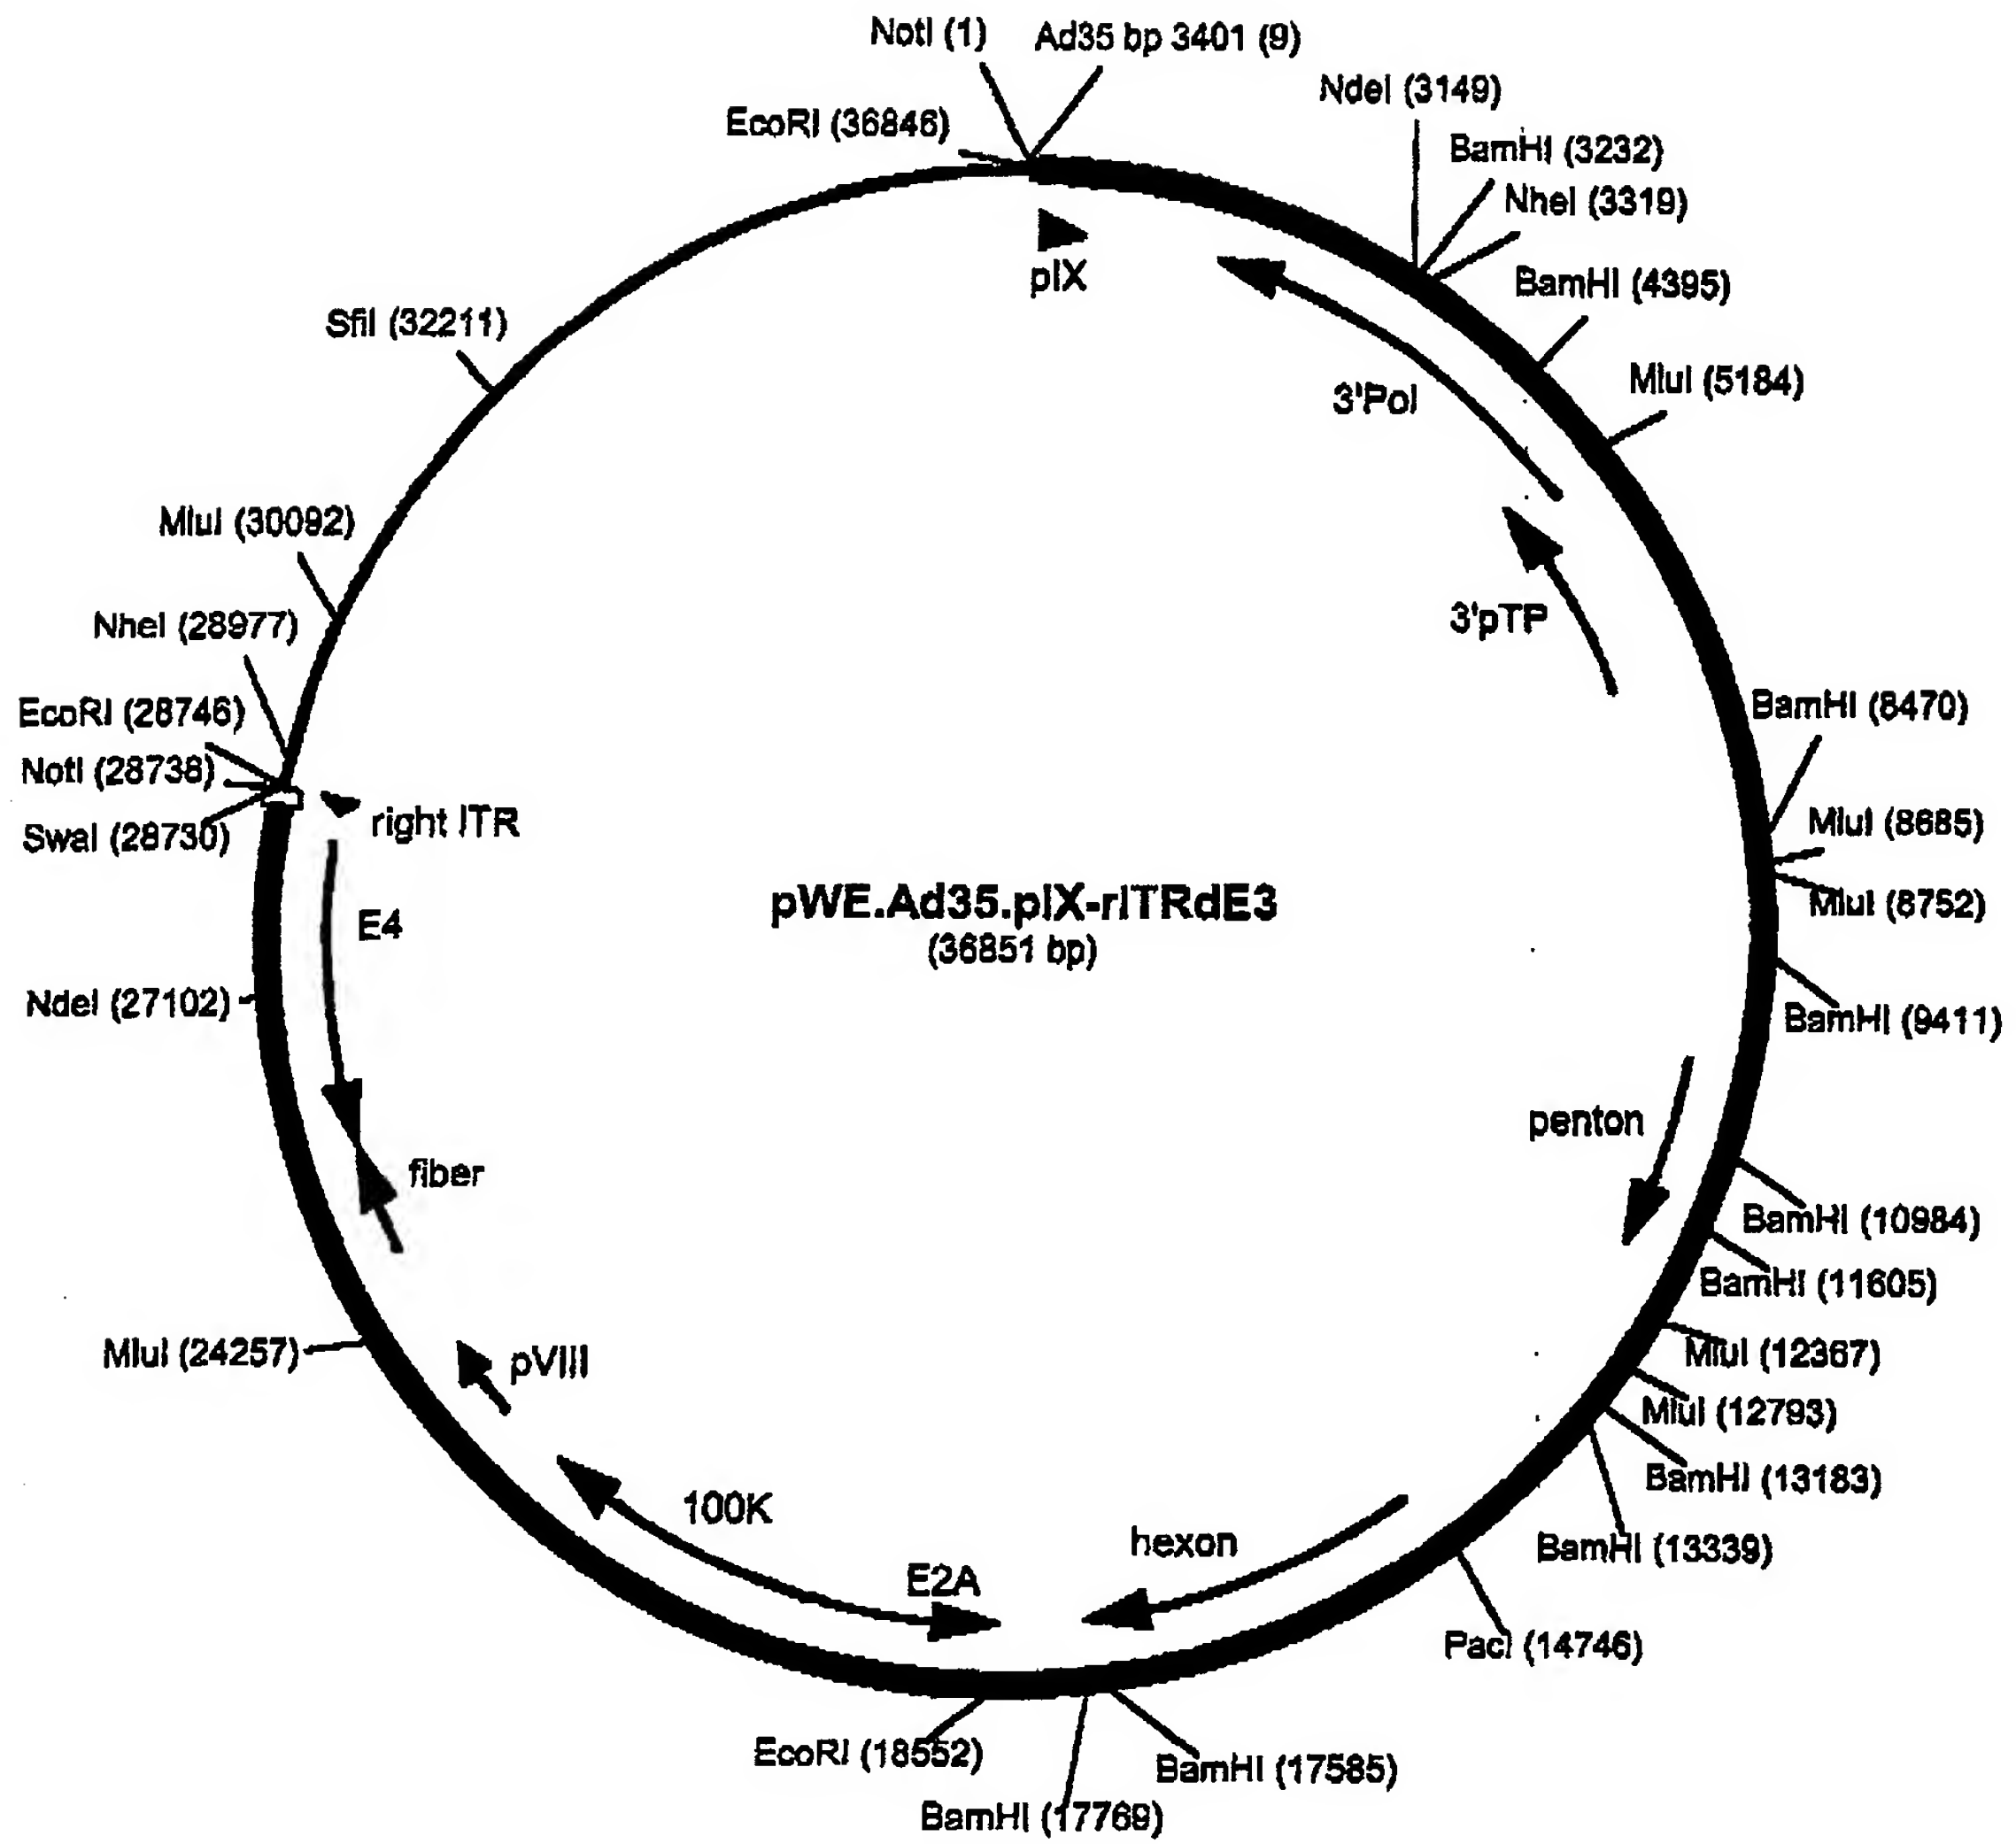 NotI (1)
Ad35 bp 3401 (9)
NdeI (3149)
EcoRI (36846)
BamHI (3232)
NheI (3319)
pIX
BamHI (4395)
SfiI (32211)
MluI (5184)
3'Pol
MluI (30092)
3'pTP
NheI (28977)
BamHI (8470)
EcoRI (28746)
NotI (28738)
right ITR
MluI (8685)
SwaI (28730)
pWE.Ad35.pIX-rITRdE3
(36851 bp)
MluI (8752)
E4
NdeI (27102)
BamHI (9411)
penton
fiber
BamHI (10984)
BamHI (11605)
MluI (24257)
pVIII
MluI (12367)
MluI (12793)
BamHI (13183)
100K
hexon
BamHI (13339)
E2A
PacI (14746)
EcoRI (18552)
BamHI (17585)
BamHI (17769)